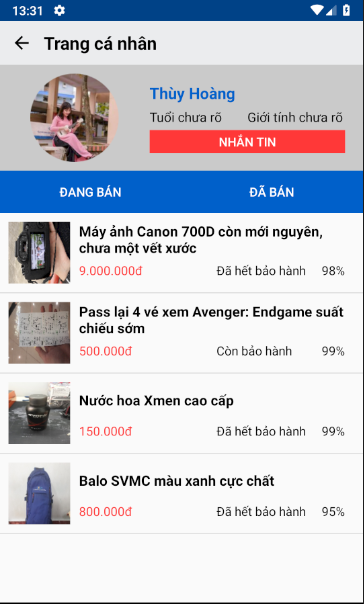 13:31
Trang cá nhân
Thùy Hoàng
Tuổi chưa rõ Giới tính chưa rõ
NHẮN TIN
ĐANG BÁN ĐÃ BÁN
Máy ảnh Canon 700D còn mới nguyên,
chưa một vết xước
9.000.000đ Đã hết bảo hành 98%
Pass lại 4 vé xem Avenger: Endgame suất
chiếu sớm
500.000đ Còn bảo hành 99%
Nước hoa Xmen cao cấp
150.000đ Đã hết bảo hành 99%
Balo SVMC màu xanh cực chất
800.000đ Đã hết bảo hành 95%